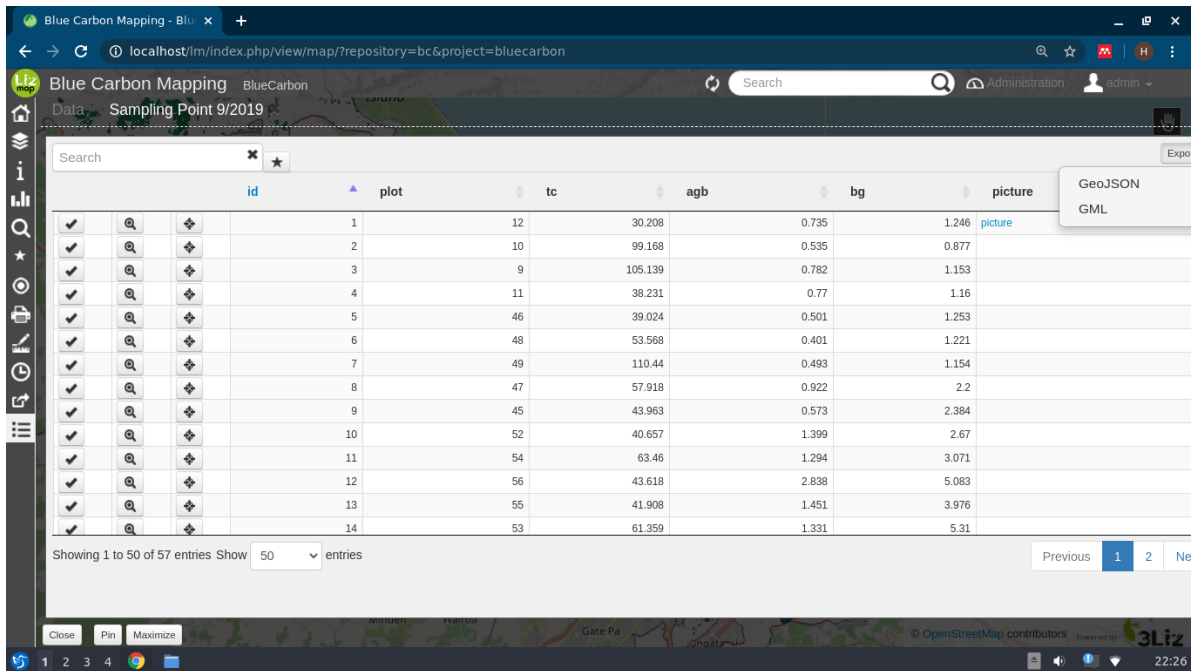 Blue Carbon Mapping - Blu
localhost/lm/index.php/view/map/?repository=bc&project=bluecarbon
H
Liz map
Blue Carbon Mapping BlueCarbon
Search
Administration
admin
Data Sampling Point 9/2019
Search
Expo
GeoJSON
GML
id plot tc agb bg picture
1 12 30.208 0.735 1.246 picture
2 10 99.168 0.535 0.877
3 9 105.139 0.782 1.153
4 11 38.231 0.77 1.16
5 46 39.024 0.501 1.253
6 48 53.568 0.401 1.221
7 49 110.44 0.493 1.154
8 47 57.918 0.922 2.2
9 45 43.963 0.573 2.384
10 52 40.657 1.399 2.67
11 54 63.46 1.294 3.071
12 56 43.618 2.838 5.083
13 55 41.908 1.451 3.976
14 53 61.359 1.331 5.31
Showing 1 to 50 of 57 entries Show 50 entries
Previous 1 2 Ne
Gate Pa
Close Pin Maximize
© OpenStreetMap contributors Powered by 3Liz
1 2 3 4
22:26